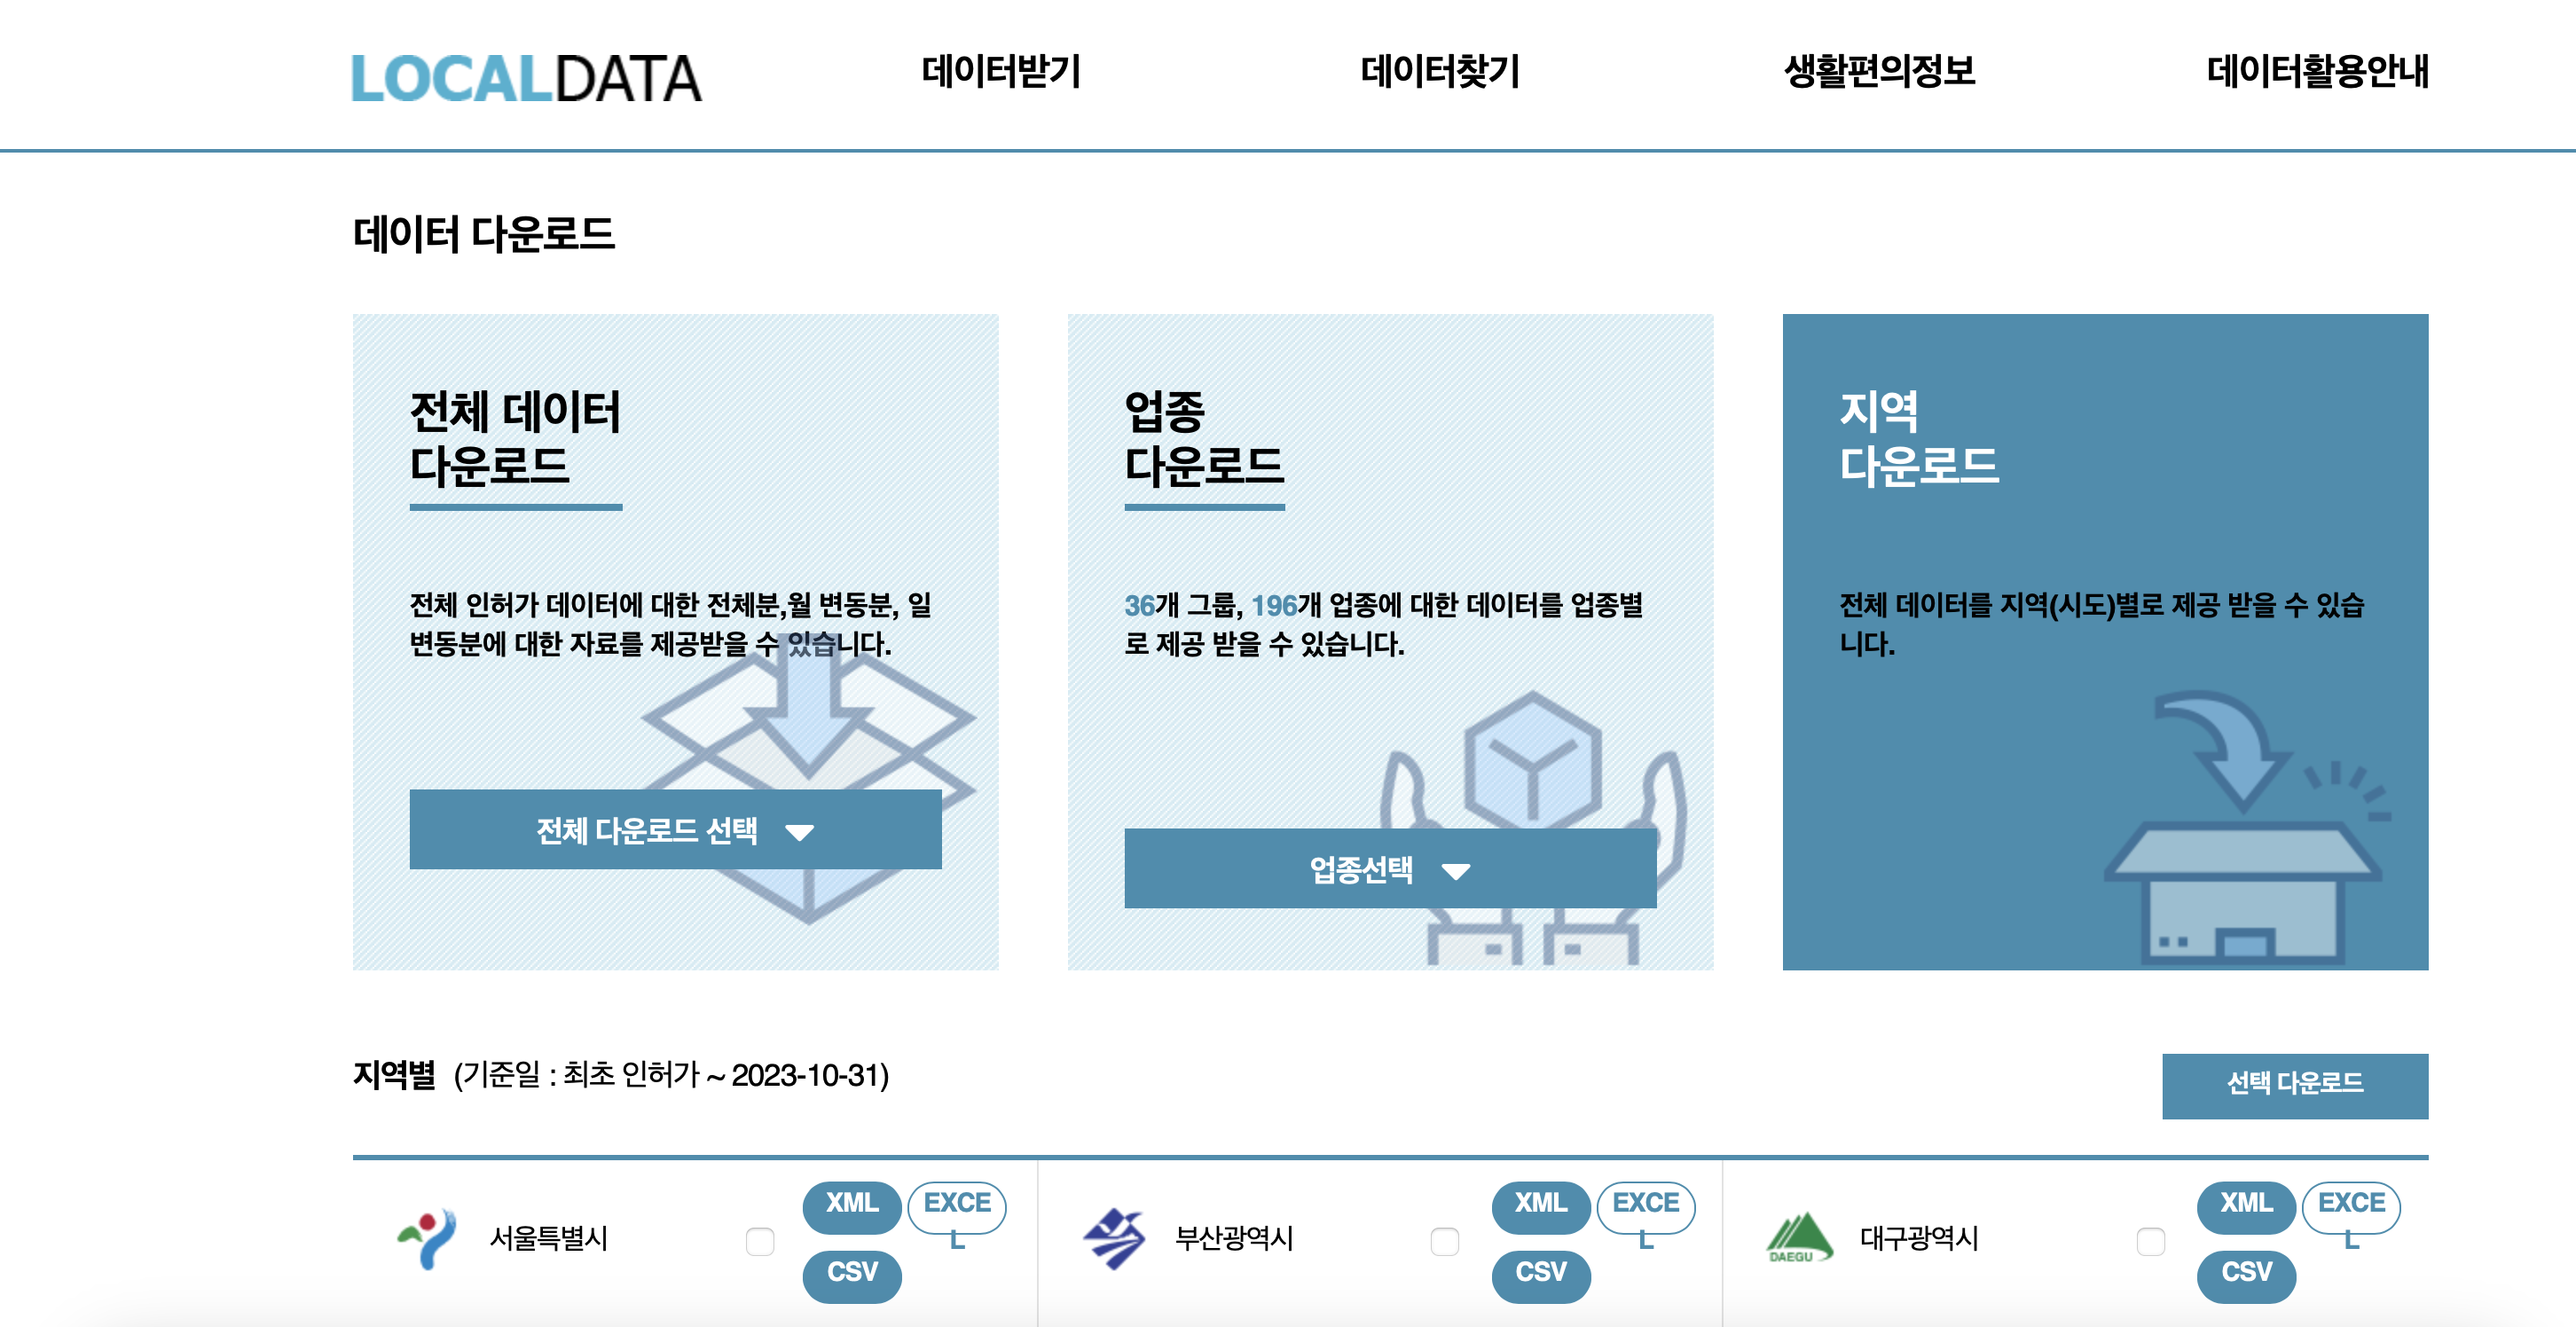 LOCALDATA
데이터받기
데이터찾기
생활편의정보
데이터활용안내
데이터 다운로드
전체 데이터
다운로드
전체 인허가 데이터에 대한 전체분,월 변동분, 일
변동분에 대한 자료를 제공받을 수 있습니다.
전체 다운로드 선택
업종
다운로드
36개 그룹, 196개 업종에 대한 데이터를 업종별
로 제공 받을 수 있습니다.
업종선택
지역
다운로드
전체 데이터를 지역(시도)별로 제공 받을 수 있습
니다.
지역별 (기준일 : 최초 인허가 ~ 2023-10-31)
선택 다운로드
서울특별시
XML
EXCE
L
CSV
부산광역시
XML
EXCE
L
CSV
DAEGU
대구광역시
XML
EXCE
L
CSV